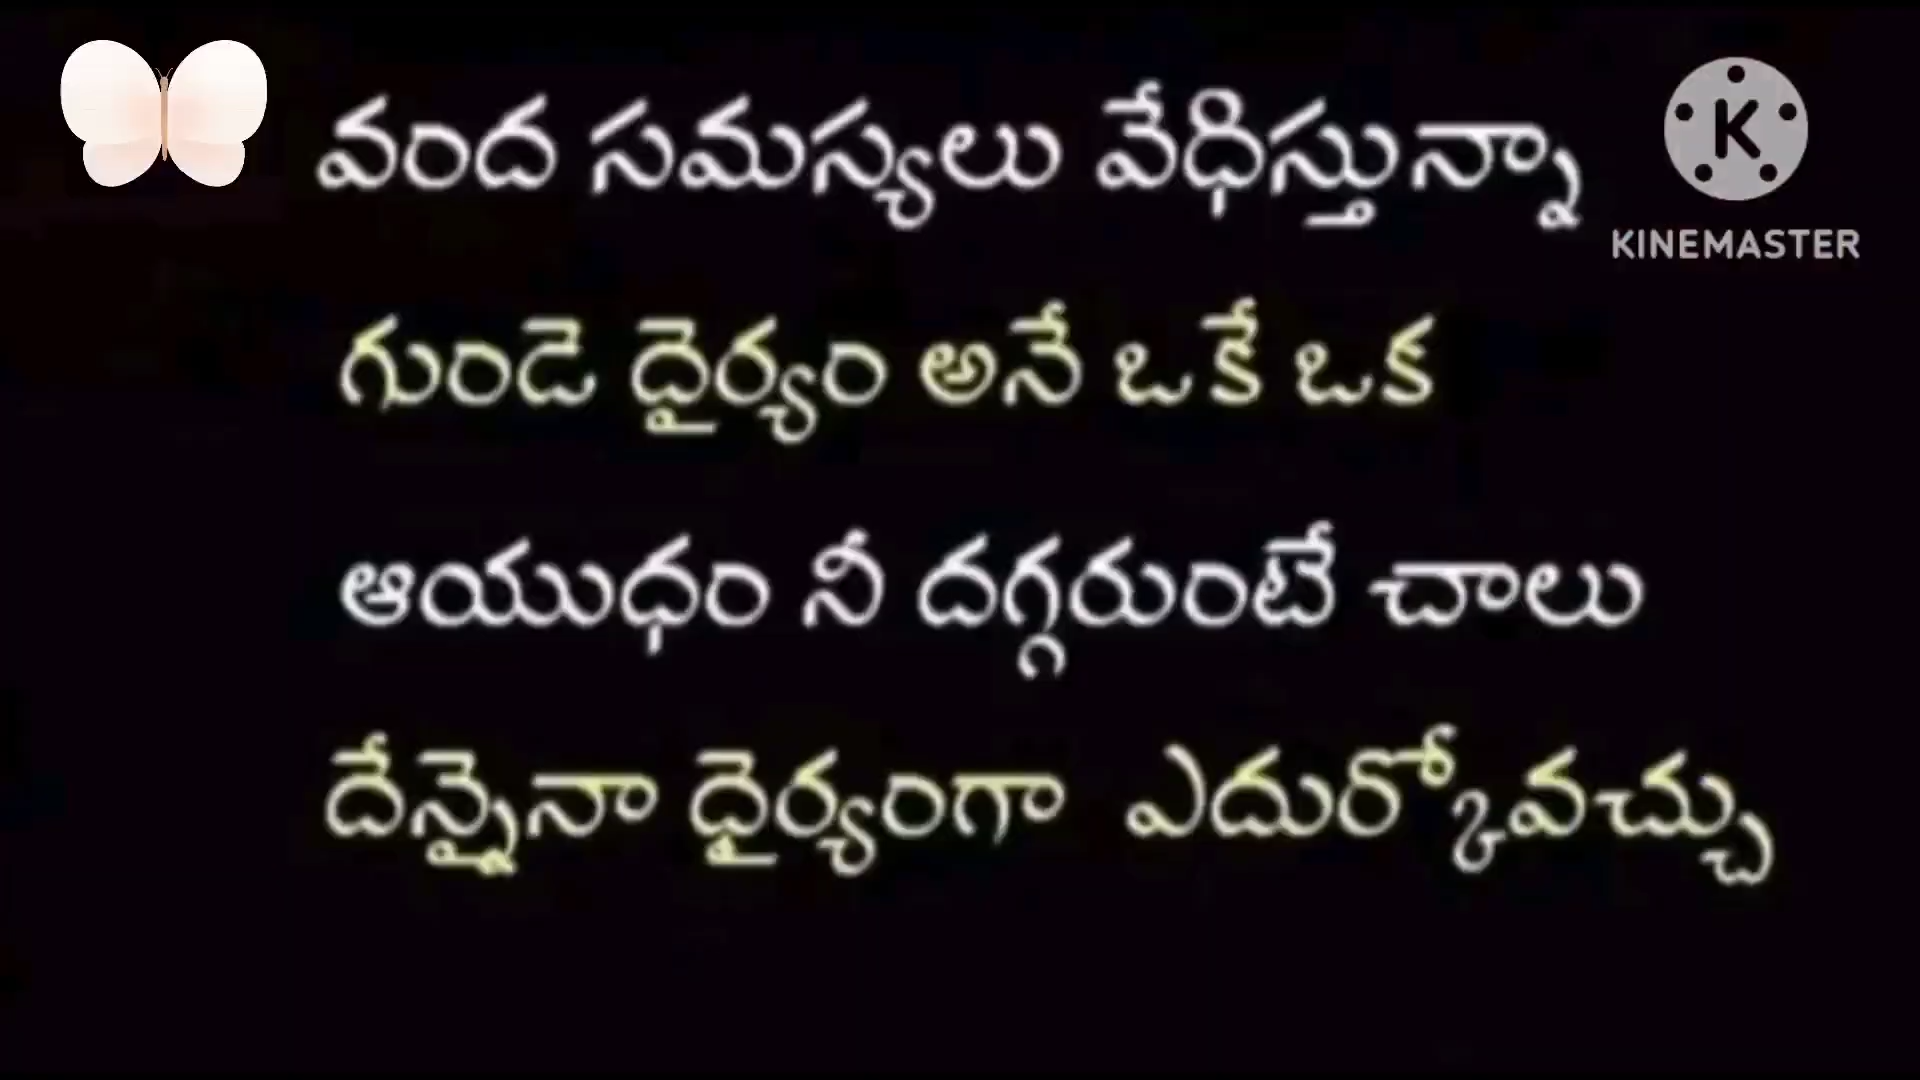 వంద సమస్యలు వేధిస్తున్నా
KINEMASTER
గుండె దైర్యం అనే ఒకే ఒక
ఆయుధం నీ దగ్గరుంటే చాలు
దేన్నైనా ధైర్యంగా ఎదుర్కోవచ్చు